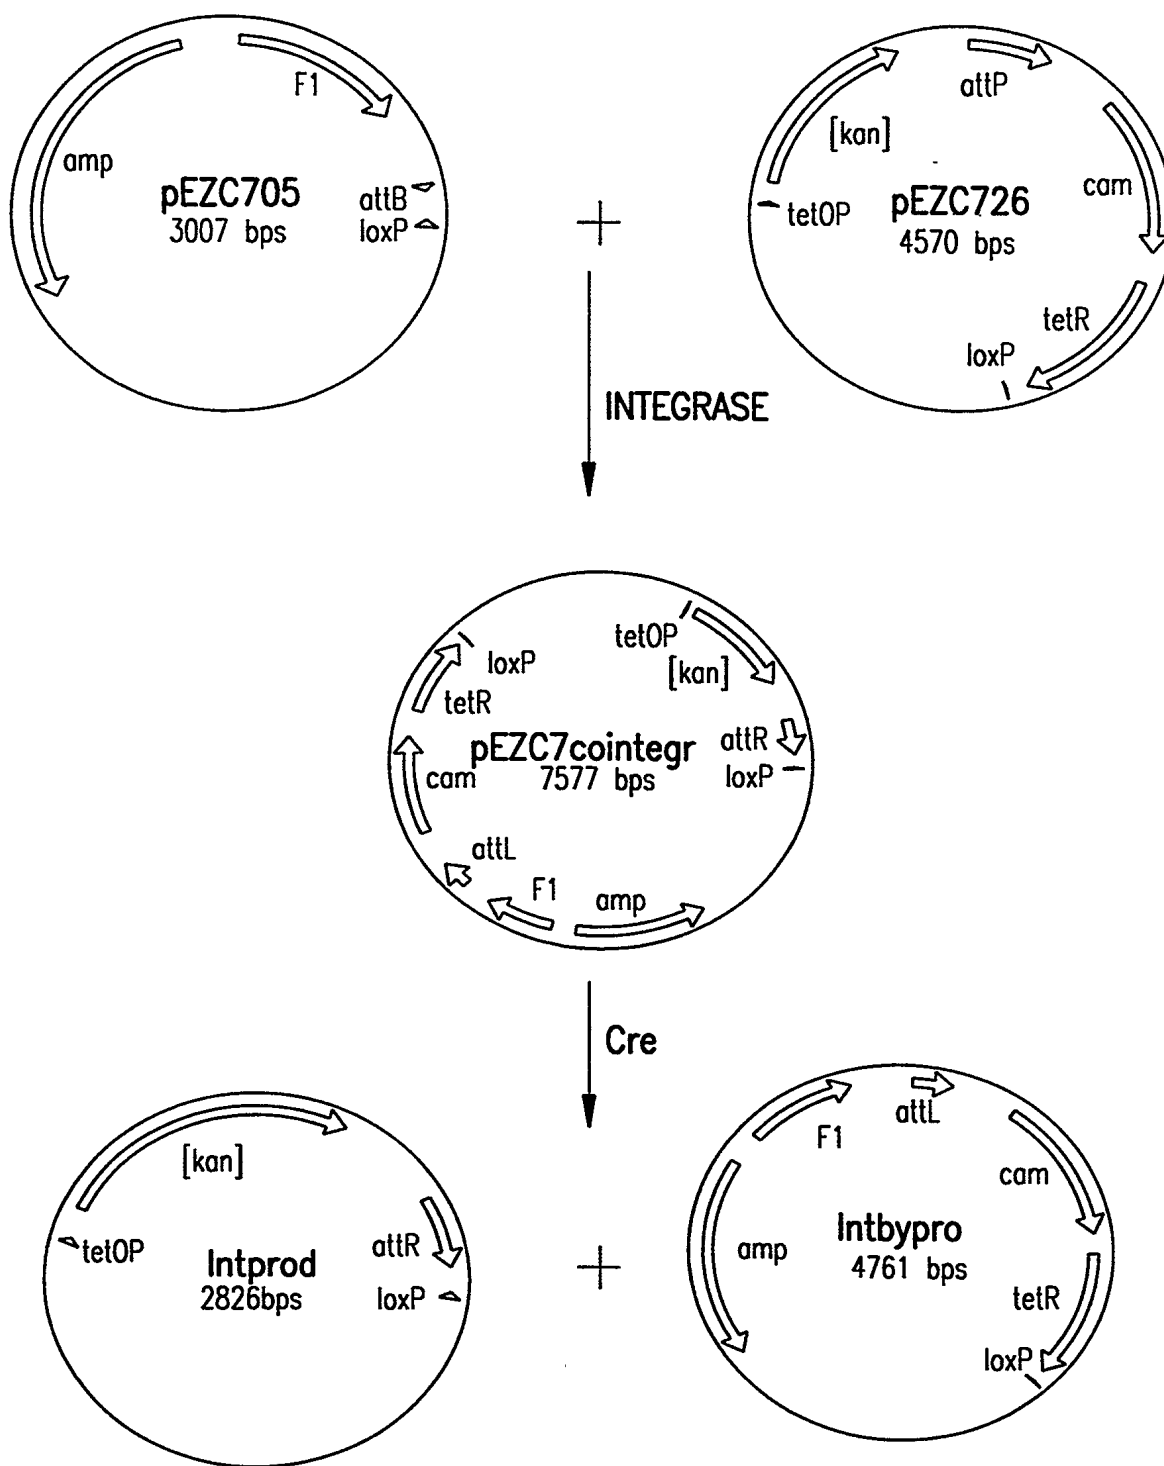 F1
amp
pEZC705
3007 bps
attB
loxP
+
attP
[kan]
cam
tetOP
pEZC726
4570 bps
tetR
loxP
INTEGRASE
tetOP
[kan]
loxP
tetR
attR
pEZC7cointegr
7577 bps
loxP
cam
attL
F1
amp
Cre
[kan]
tetOP
attR
Intprod
2826bps
loxP
+
attL
F1
cam
amp
Intbypro
4761 bps
tetR
loxP